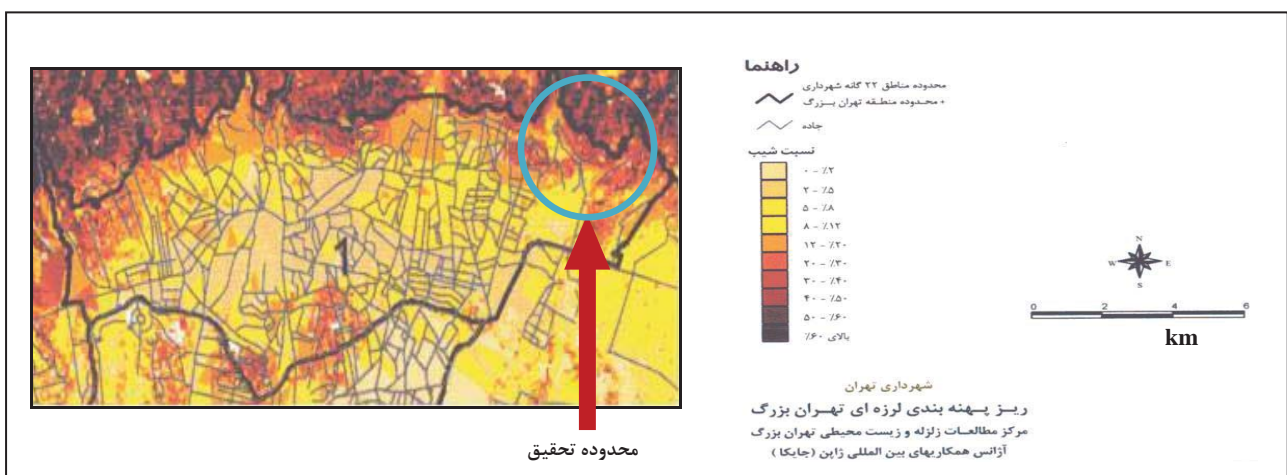 راهنما
محدوده مناطق ۲۲ گانه شهرداری
+ محدوده منطقه تهران بزرگ
جاده
نسبت شیب
۰ - ٪۲
۲ - ٪۵
۵ - ٪۸
۸ - ٪۱۲
۱۲ - ٪۲۰
۲۰ - ٪۳۰
۳۰ - ٪۴۰
۴۰ - ٪۵۰
۵۰ - ٪۶۰
بالای ۶۰٪
N
W E
S
0 2 4 6
km
1
شهرداری تهران
ریز پهنه بندی لرزه ای تهران بزرگ
مرکز مطالعات زلزله و زیست محیطی تهران بزرگ
آژانس همکاریهای بین المللی ژاپن (جایکا)
محدوده تحقیق